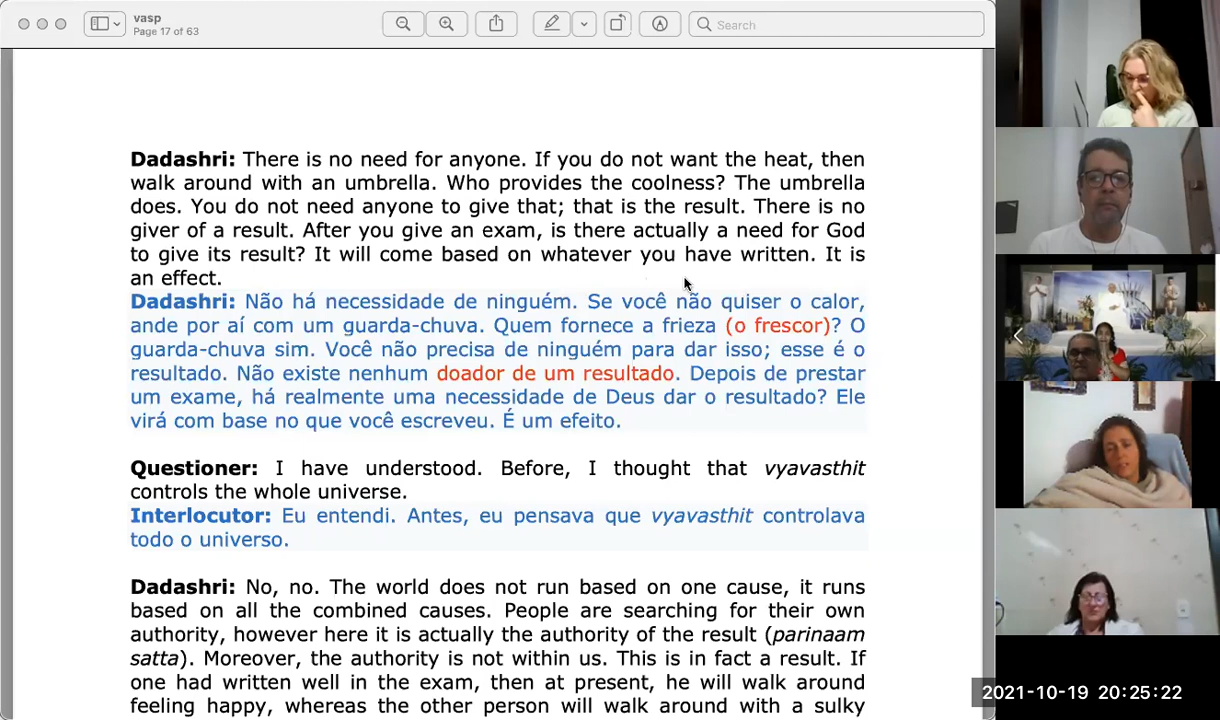 vasp
Page 17 of 63
Search
Dadashri: There is no need for anyone. If you do not want the heat, then
walk around with an umbrella. Who provides the coolness? The umbrella
does. You do not need anyone to give that; that is the result. There is no
giver of a result. After you give an exam, is there actually a need for God
to give its result? It will come based on whatever you have written. It is
an effect.
Dadashri: Não há necessidade de ninguém. Se você não quiser o calor,
ande por aí com um guarda-chuva. Quem fornece a frieza (o frescor)? O
guarda-chuva sim. Você não precisa de ninguém para dar isso; esse é o
resultado. Não existe nenhum doador de um resultado. Depois de prestar
um exame, há realmente uma necessidade de Deus dar o resultado? Ele
virá com base no que você escreveu. É um efeito.
Questioner: I have understood. Before, I thought that vyavasthit
controls the whole universe.
Interlocutor: Eu entendi. Antes, eu pensava que vyavasthit controlava
todo o universo.
Dadashri: No, no. The world does not run based on one cause, it runs
based on all the combined causes. People are searching for their own
authority, however here it is actually the authority of the result (parinaam
satta). Moreover, the authority is not within us. This is in fact a result. If
one had written well in the exam, then at present, he will walk around
feeling happy, whereas the other person will walk around with a sulky
2021-10-19 20:25:22